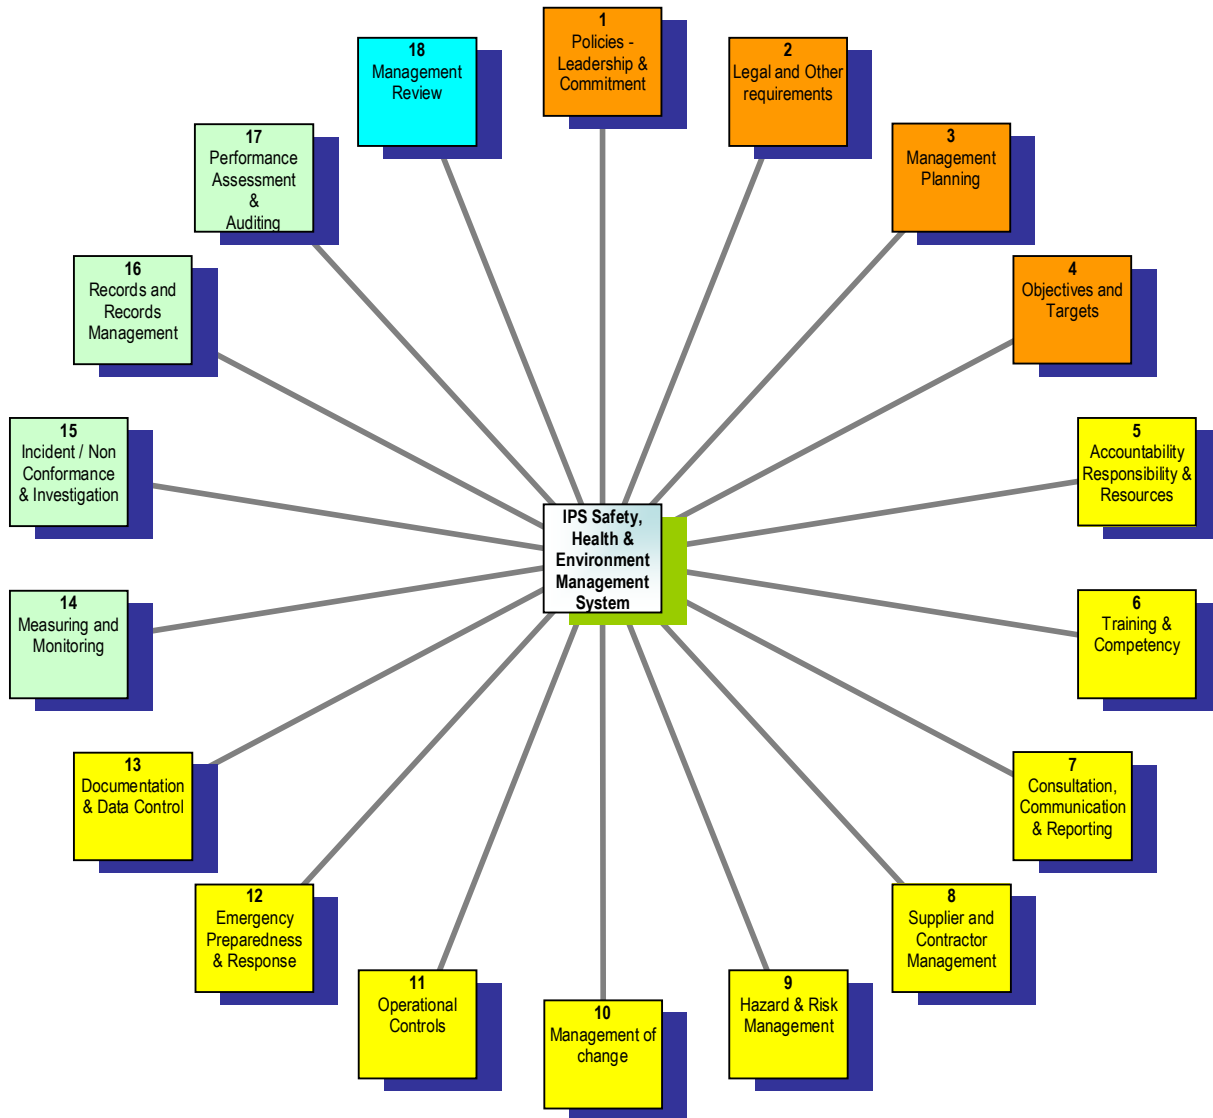 1
Policies -
Leadership &
Commitment
2
Legal and Other
requirements
3
Management
Planning
4
Objectives and
Targets
5
Accountability
Responsibility &
Resources
6
Training &
Competency
7
Consultation,
Communication
& Reporting
8
Supplier and
Contractor
Management
9
Hazard & Risk
Management
10
Management of
change
11
Operational
Controls
12
Emergency
Preparedness
& Response
13
Documentation
& Data Control
14
Measuring and
Monitoring
15
Incident / Non
Conformance
& Investigation
16
Records and
Records
Management
17
Performance
Assessment
&
Auditing
18
Management
Review
IPS Safety,
Health &
Environment
Management
System